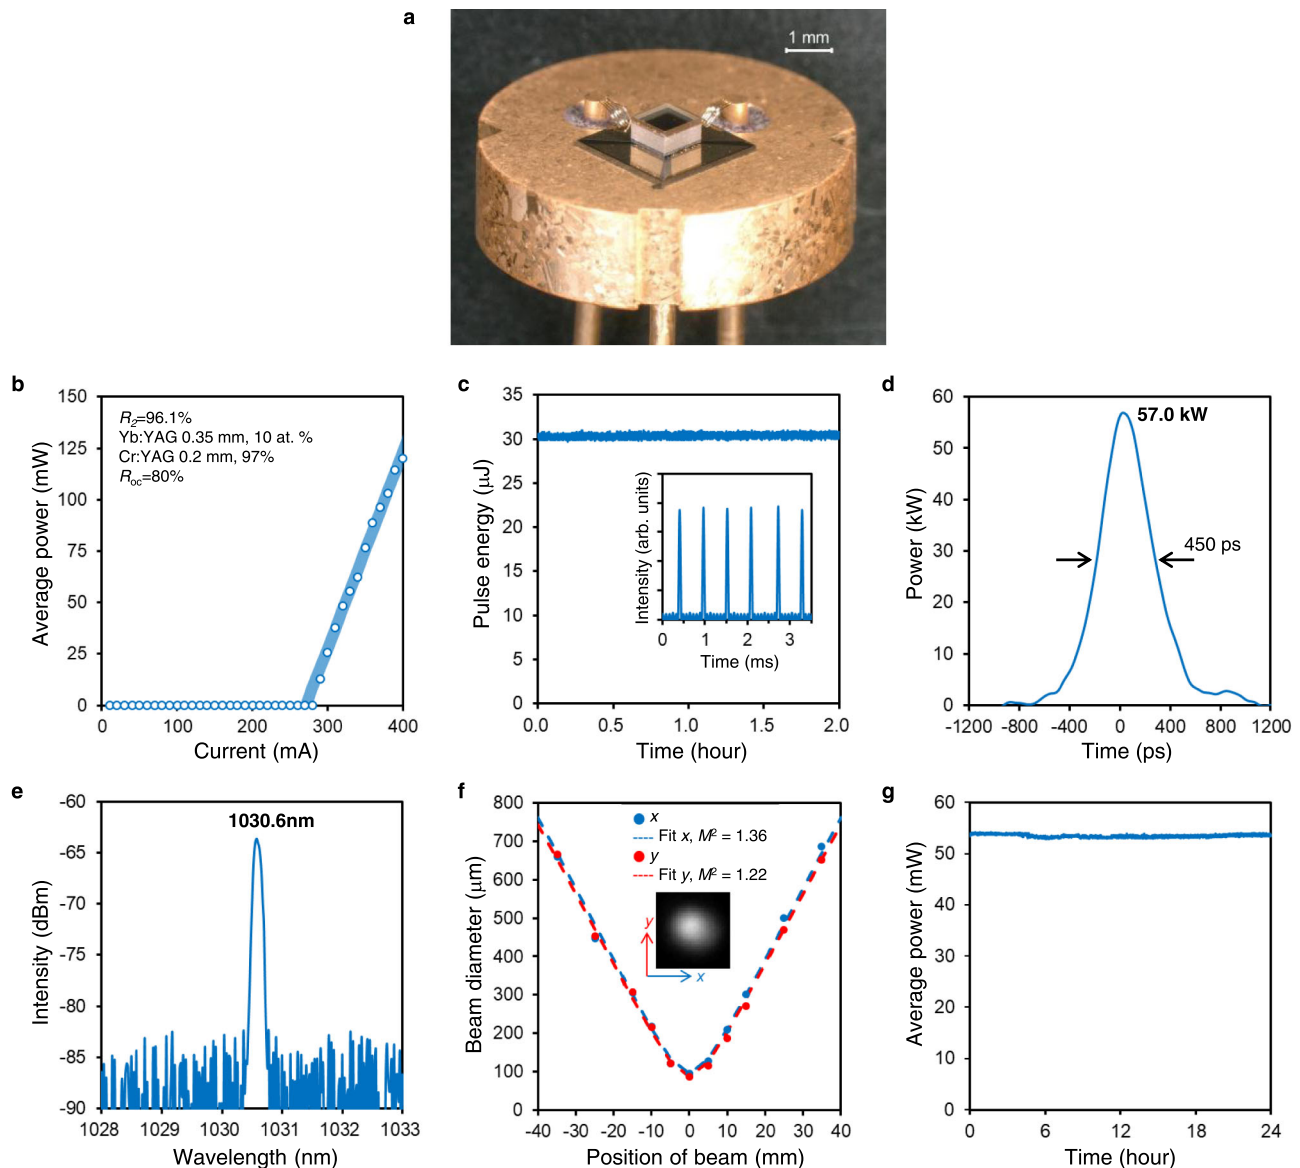 a
1 mm
b
150
125
100
75
50
25
0
Average power (mW)
R2=96.1%
Yb:YAG 0.35 mm, 10 at. %
Cr:YAG 0.2 mm, 97%
Roc=80%
0 100 200 300 400
Current (mA)
c
35
30
25
20
15
10
5
0
Pulse energy (μJ)
Intensity (arb. units)
0 1 2 3
Time (ms)
0.0 0.5 1.0 1.5 2.0
Time (hour)
d
60
50
40
30
20
10
0
Power (kW)
57.0 kW
450 ps
-1200 -800 -400 0 400 800 1200
Time (ps)
e
-60
-65
-70
-75
-80
-85
-90
Intensity (dBm)
1030.6nm
1028 1029 1030 1031 1032 1033
Wavelength (nm)
f
800
700
600
500
400
300
200
100
0
Beam diameter (μm)
x
Fit x, M² = 1.36
y
Fit y, M² = 1.22
y
x
-40 -30 -20 -10 0 10 20 30 40
Position of beam (mm)
g
60
50
40
30
20
10
0
Average power (mW)
0 6 12 18 24
Time (hour)